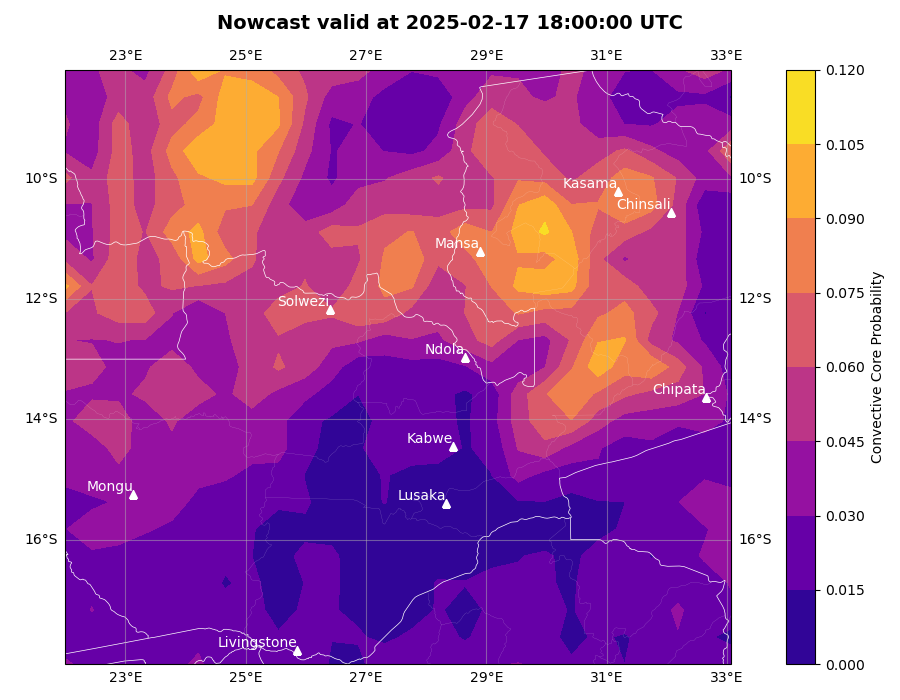 Nowcast valid at 2025-02-17 18:00:00 UTC
23°E 25°E 27°E 29°E 31°E 33°E
0.120
0.105
10°S Kasama 10°S
Chinsali
0.090
Mansa
0.075
12°S 12°S
Solwezi
Ndola
0.060
Chipata
14°S 14°S
Kabwe
0.045
Mongu
Lusaka
0.030
16°S 16°S
0.015
Livingstone
0.000
23°E 25°E 27°E 29°E 31°E 33°E
Convective Core Probability